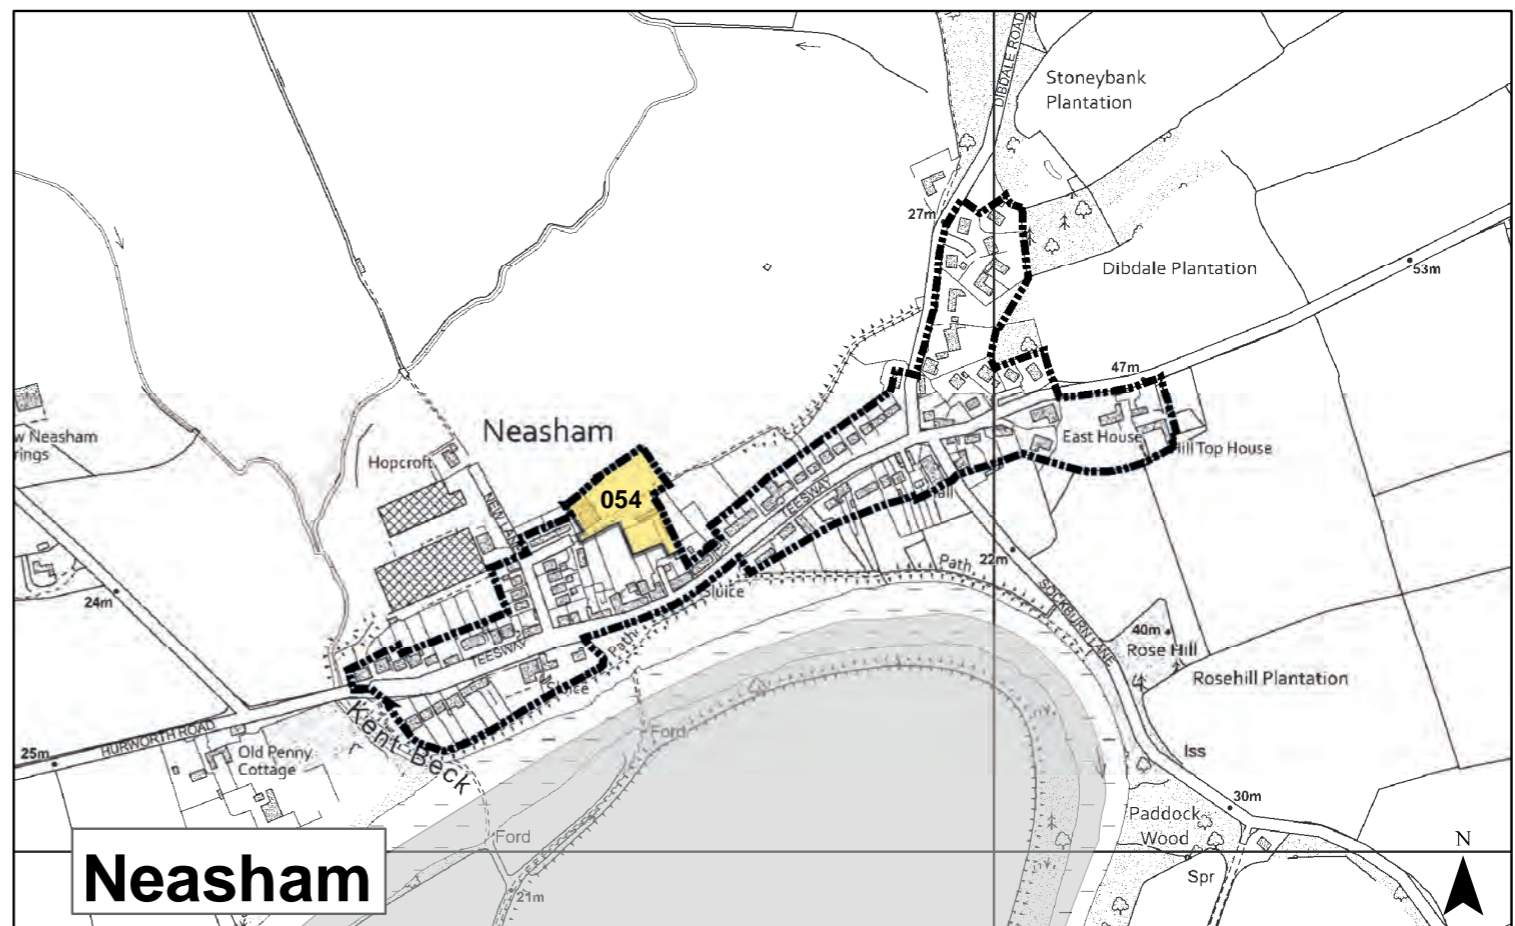 DIBDALE ROAD
Stoneybank
Plantation
27m
Dibdale Plantation
53m
47m
Neasham
w Neasham
rings
Hopcroft
054
East House
Hill Top House
TEESWAY
Path
22m
Sluice
24m
SOCKBURN LANE
40m
Rose Hill
TEESWAY
Path
Rosehill Plantation
Kent Beck
Ford
25m
HURWORTH ROAD
Old Penny
Cottage
Iss
30m
Paddock
Wood
Ford
N
Neasham
Spr
21m